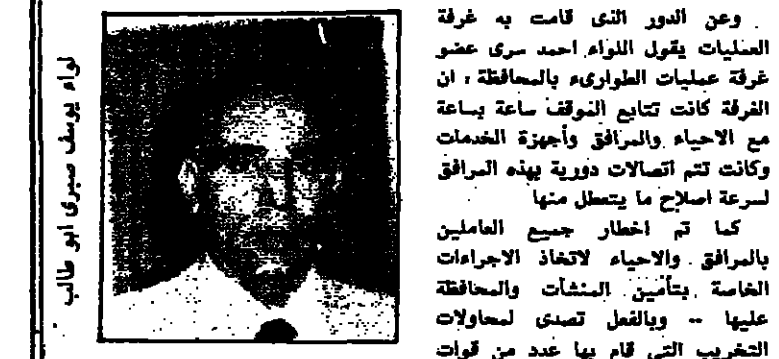 وعن الدور الذى قامت به غرفة
العمليات يقول اللواء احمد سرى عضو
غرفة عمليات الطوارىء بالمحافظة ، ان
الغرفة كانت تتابع الموقف ساعة بساعة
مع الاحياء والمرافق وأجهزة الخدمات
وكانت تتم اتصالات دورية بهذه المرافق
لسرعة اصلاح ما يتعطل منها
كما تم اخطار جميع العاملين
بالمرافق والاحياء لاتخاذ الاجراءات
الخاصة بتأمين المنشآت والمحافظة
عليها -- وبالفعل تصدى لمحاولات
التخريب التى قام بها عدد من قوات
لواء يوسف صبرى ابو طالب